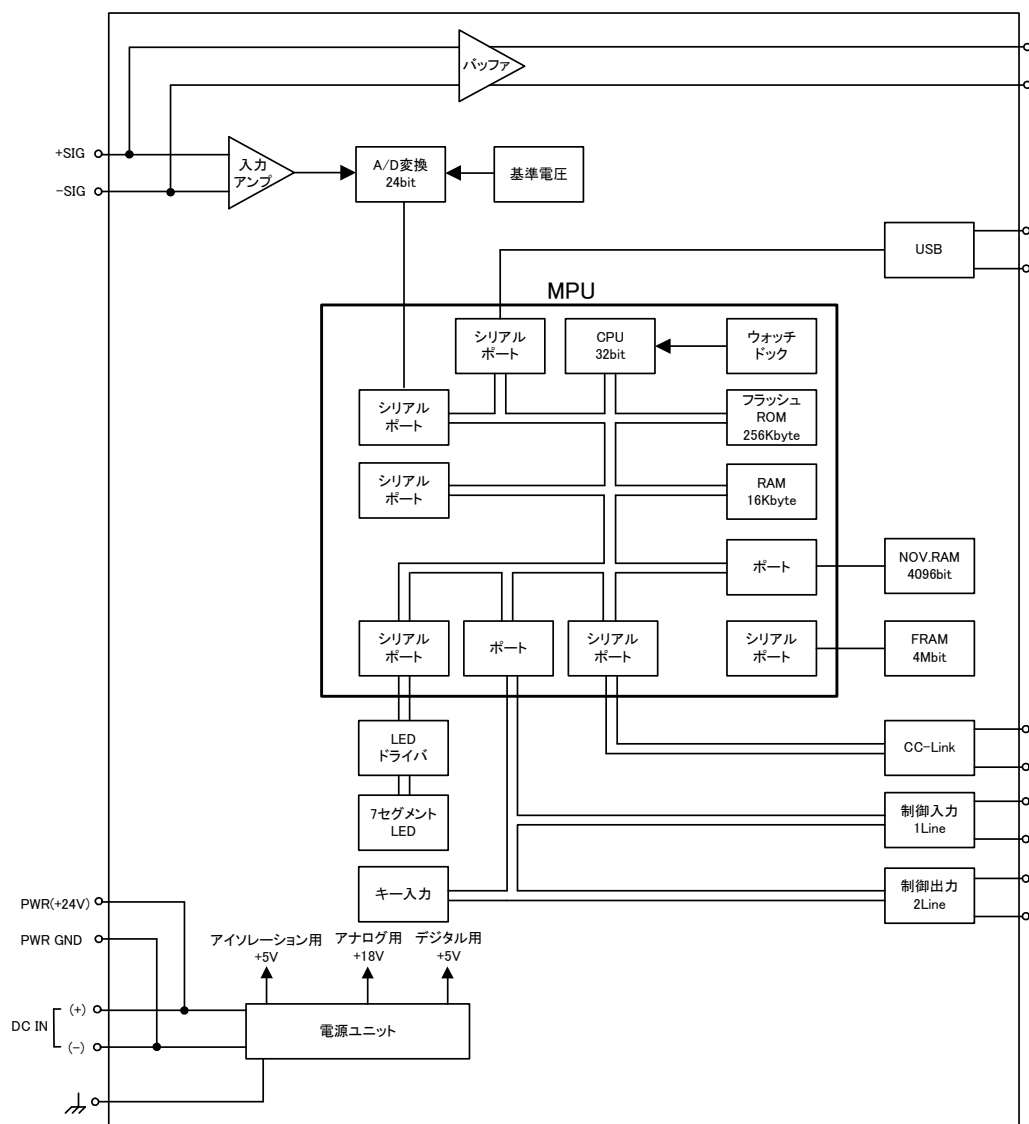 バッファ
+SIG
-SIG
入力
アンプ
A/D変換
24bit
基準電圧
USB
MPU
シリアル
ポート
CPU
32bit
ウォッチ
ドック
シリアル
ポート
フラッシュ
ROM
256Kbyte
シリアル
ポート
RAM
16Kbyte
ポート
NOV.RAM
4096bit
シリアル
ポート
ポート
シリアル
ポート
シリアル
ポート
FRAM
4Mbit
LED
ドライバ
CC-Link
7セグメント
LED
制御入力
1Line
キー入力
制御出力
2Line
PWR(+24V)
PWR GND
アイソレーション用
+5V
アナログ用
+18V
デジタル用
+5V
DC IN
(+)
(-)
電源ユニット